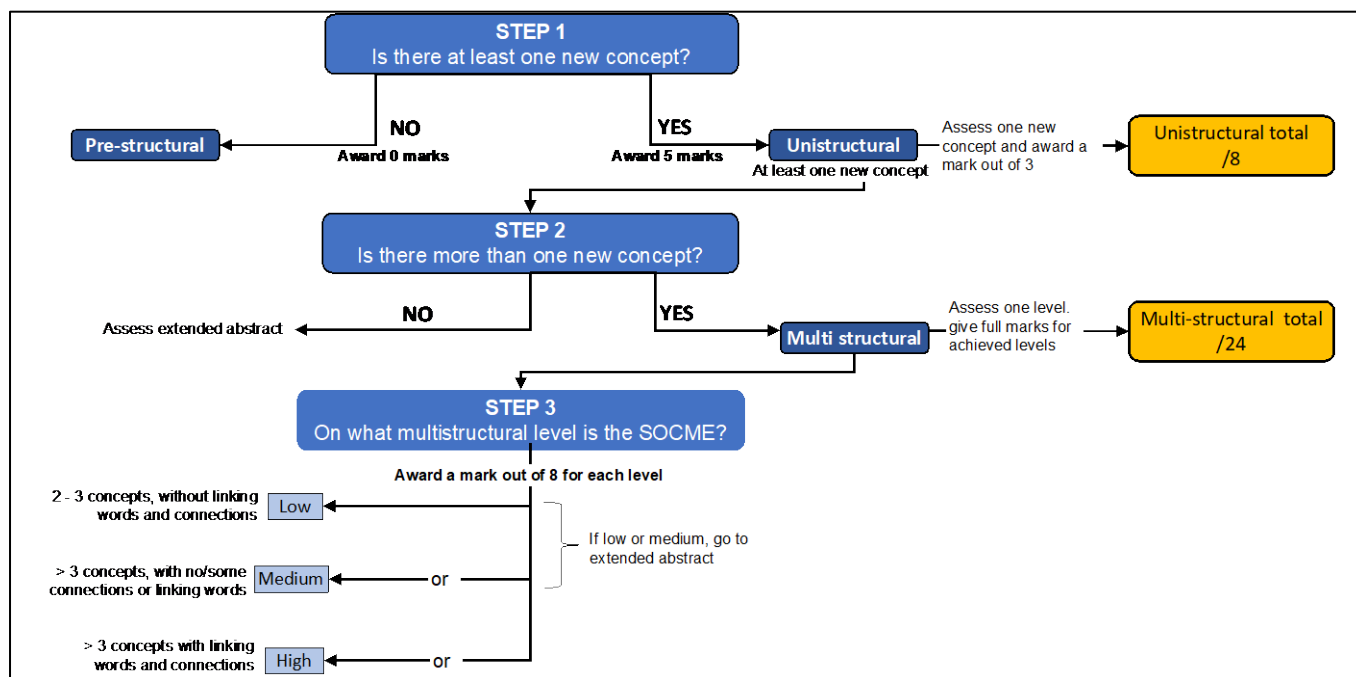 STEP 1
Is there at least one new concept?
NO
Award 0 marks
Pre-structural
YES
Award 5 marks
Unistructural
At least one new concept
Assess one new
concept and award a
mark out of 3
Unistructural total
/8
STEP 2
Is there more than one new concept?
NO
Assess extended abstract
YES
Multi structural
Assess one level.
give full marks for
achieved levels
Multi-structural total
/24
STEP 3
On what multistructural level is the SOCME?
Award a mark out of 8 for each level
2 - 3 concepts, without linking
words and connections
Low
If low or medium, go to
extended abstract
> 3 concepts, with no/some
connections or linking words
Medium
or
> 3 concepts with linking
words and connections
High
or